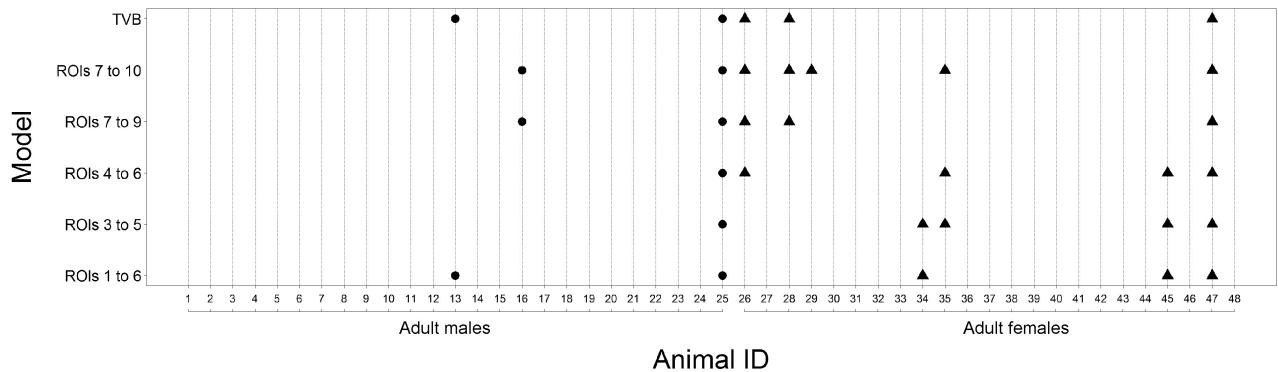 Model
TVB
ROIs 7 to 10
ROIs 7 to 9
ROIs 4 to 6
ROIs 3 to 5
ROIs 1 to 6
1 2 3 4 5 6 7 8 9 10 11 12 13 14 15 16 17 18 19 20 21 22 23 24 25 26 27 28 29 30 31 32 33 34 35 36 37 38 39 40 41 42 43 44 45 46 47 48
Adult males Adult females
Animal ID